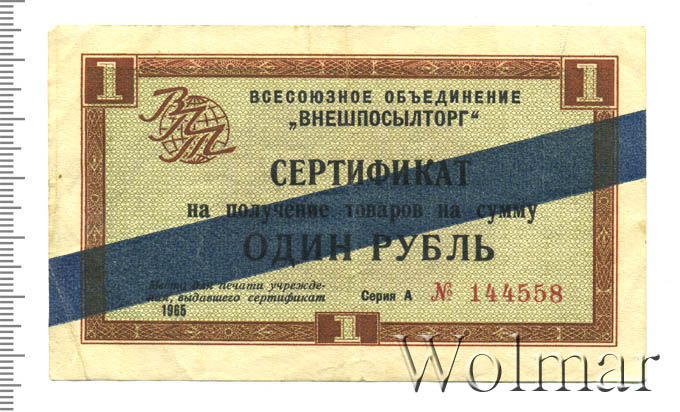 1 1
ВПТ
ВСЕСОЮЗНОЕ ОБЪЕДИНЕНИЕ
„ВНЕШПОСЫЛТОРГ“
СЕРТИФИКАТ
на получение товаров на сумму
ОДИН РУБЛЬ
Место для печати учрежде-
ния, выдавшего сертификат
1965
Серия А № 144558
1
Wolmar